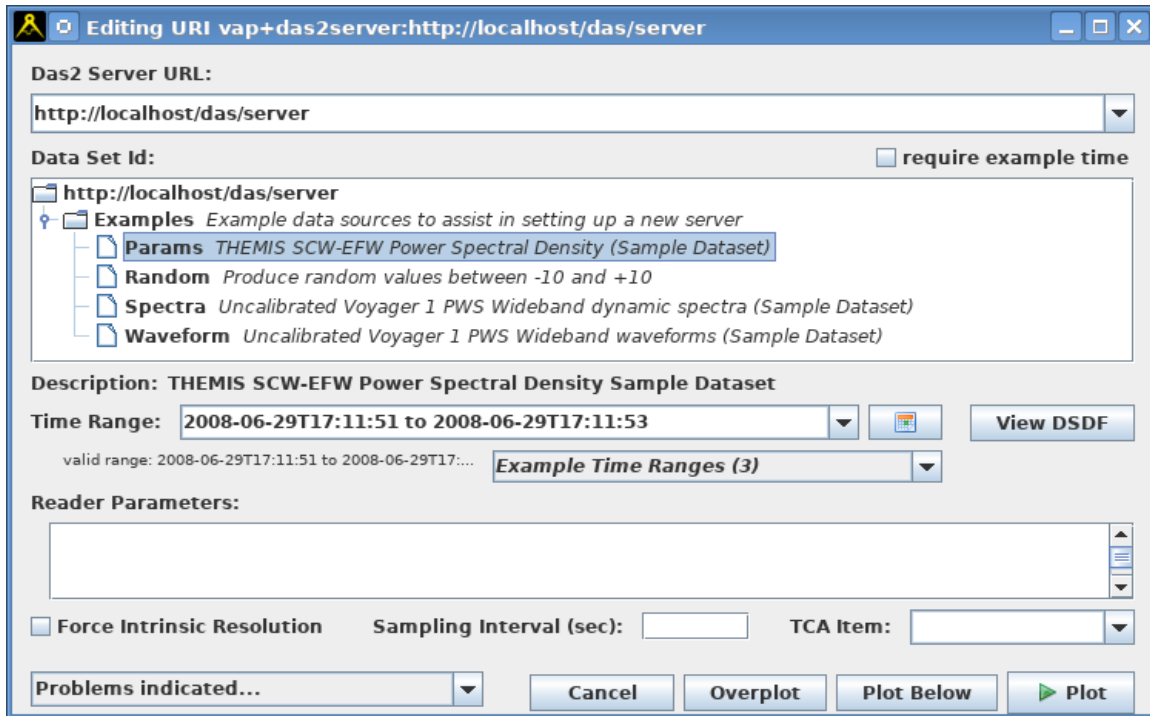 Editing URI vap+das2server:http://localhost/das/server
Das2 Server URL:
http://localhost/das/server
Data Set Id:
require example time
http://localhost/das/server
Examples Example data sources to assist in setting up a new server
Params THEMIS SCW-EFW Power Spectral Density (Sample Dataset)
Random Produce random values between -10 and +10
Spectra Uncalibrated Voyager 1 PWS Wideband dynamic spectra (Sample Dataset)
Waveform Uncalibrated Voyager 1 PWS Wideband waveforms (Sample Dataset)
Description: THEMIS SCW-EFW Power Spectral Density Sample Dataset
Time Range: 2008-06-29T17:11:51 to 2008-06-29T17:11:53 View DSDF
valid range: 2008-06-29T17:11:51 to 2008-06-29T17:... Example Time Ranges (3)
Reader Parameters:
Force Intrinsic Resolution Sampling Interval (sec): TCA Item:
Problems indicated... Cancel Overplot Plot Below Plot